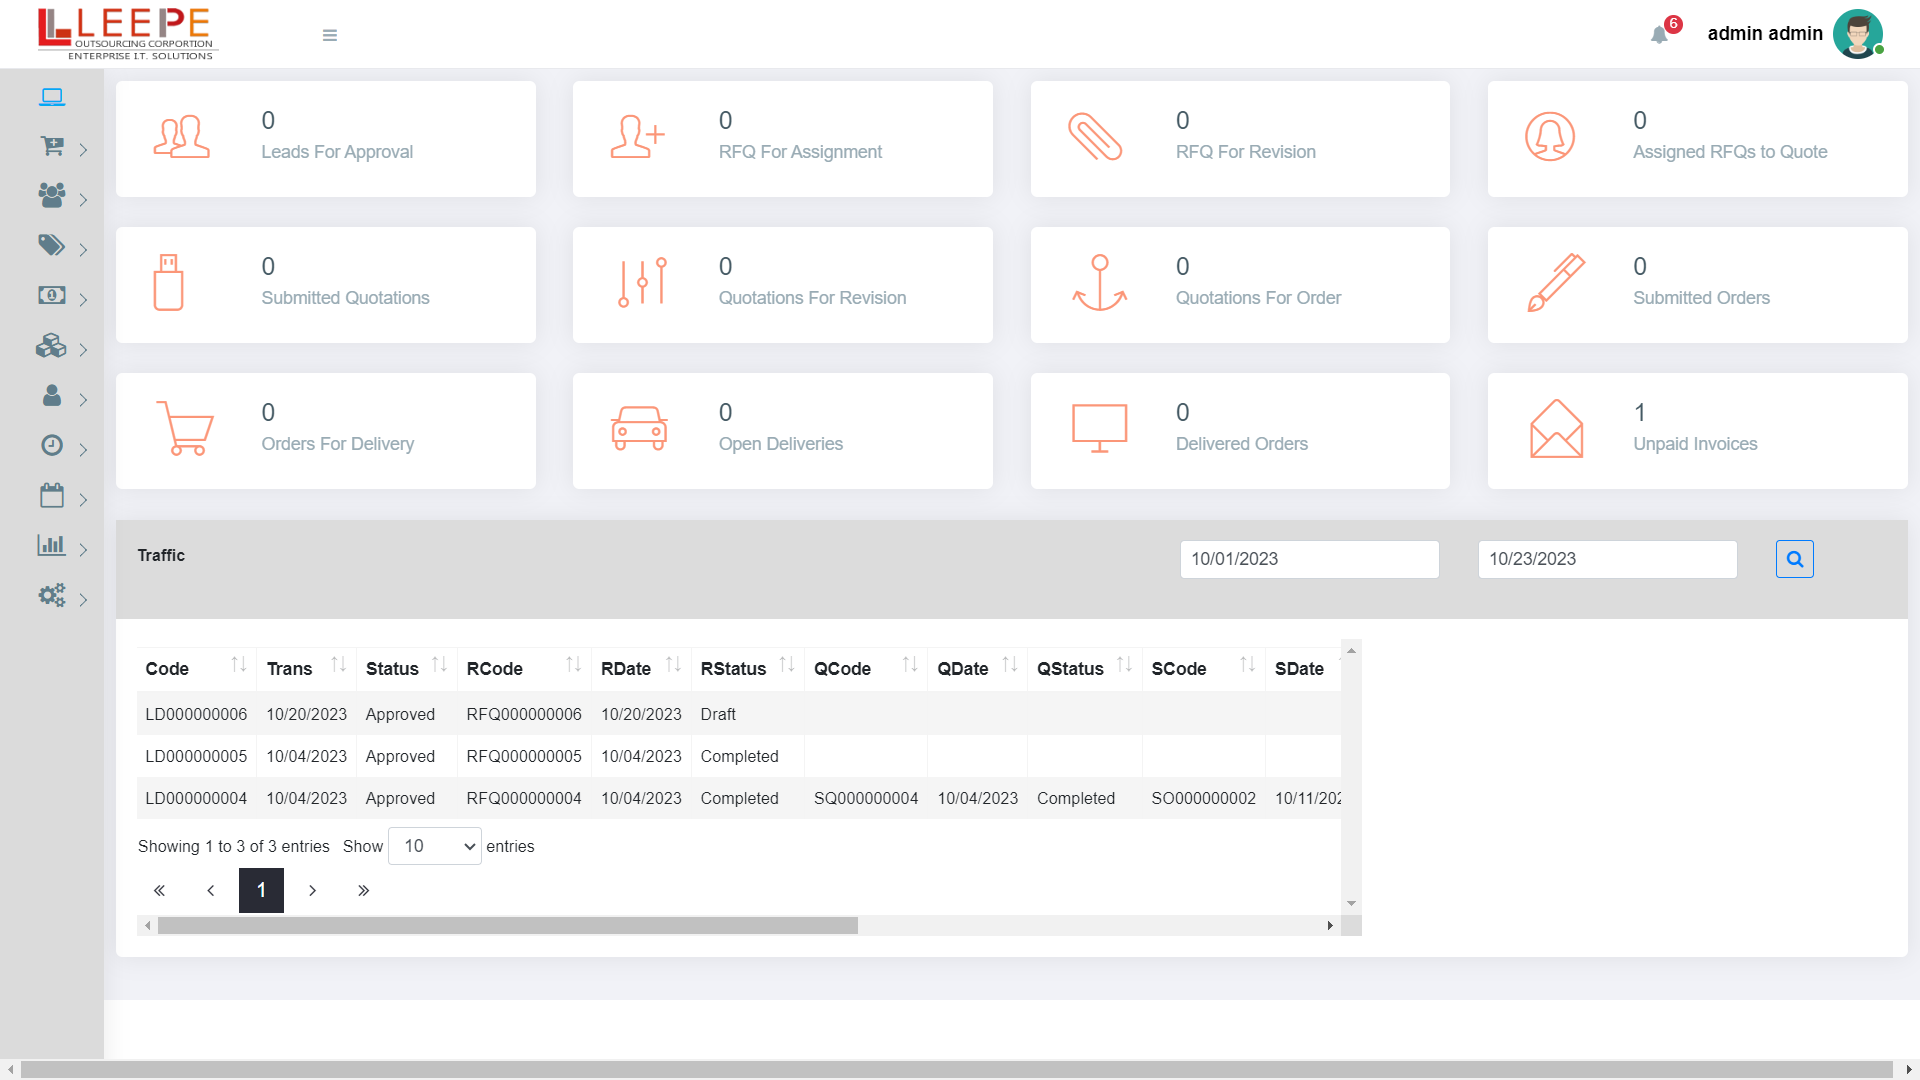 LEEPE
OUTSOURCING CORPORTION
ENTERPRISE I.T. SOLUTIONS
6
admin admin
0
Leads For Approval
0
RFQ For Assignment
0
RFQ For Revision
0
Assigned RFQs to Quote
0
Submitted Quotations
0
Quotations For Revision
0
Quotations For Order
0
Submitted Orders
0
Orders For Delivery
0
Open Deliveries
0
Delivered Orders
1
Unpaid Invoices
Traffic
10/01/2023
10/23/2023
Code Trans Status RCode RDate RStatus QCode QDate QStatus SCode SDate
LD000000006 10/20/2023 Approved RFQ000000006 10/20/2023 Draft
LD000000005 10/04/2023 Approved RFQ000000005 10/04/2023 Completed
LD000000004 10/04/2023 Approved RFQ000000004 10/04/2023 Completed SQ000000004 10/04/2023 Completed SO000000002 10/11/202
Showing 1 to 3 of 3 entries Show 10 entries
« ‹ 1 › »